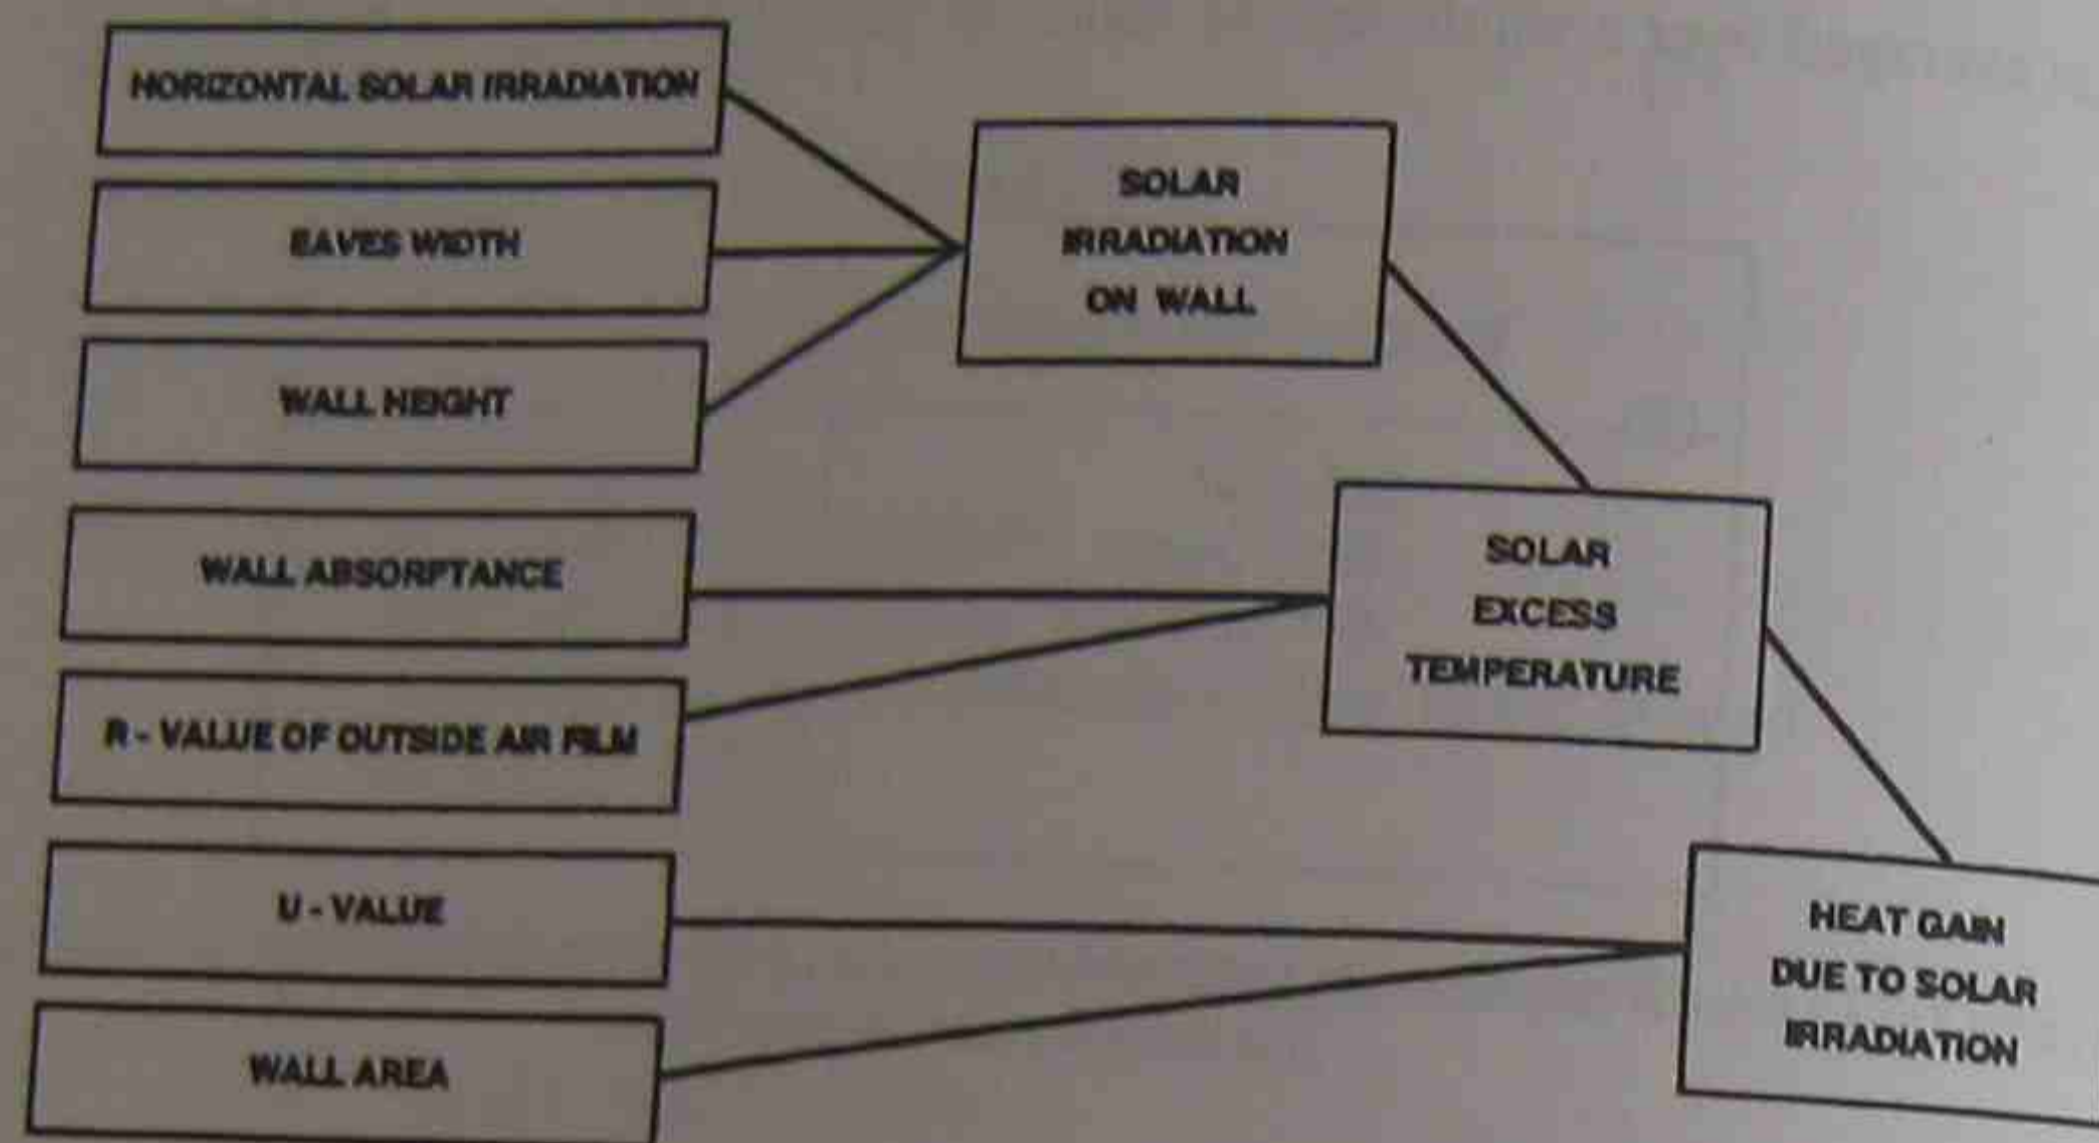 HORIZONTAL SOLAR IRRADIATION
EAVES WIDTH
WALL HEIGHT
WALL ABSORPTANCE
R - VALUE OF OUTSIDE AIR FILM
U - VALUE
WALL AREA
SOLAR
IRRADIATION
ON WALL
SOLAR
EXCESS
TEMPERATURE
HEAT GAIN
DUE TO SOLAR
IRRADIATION